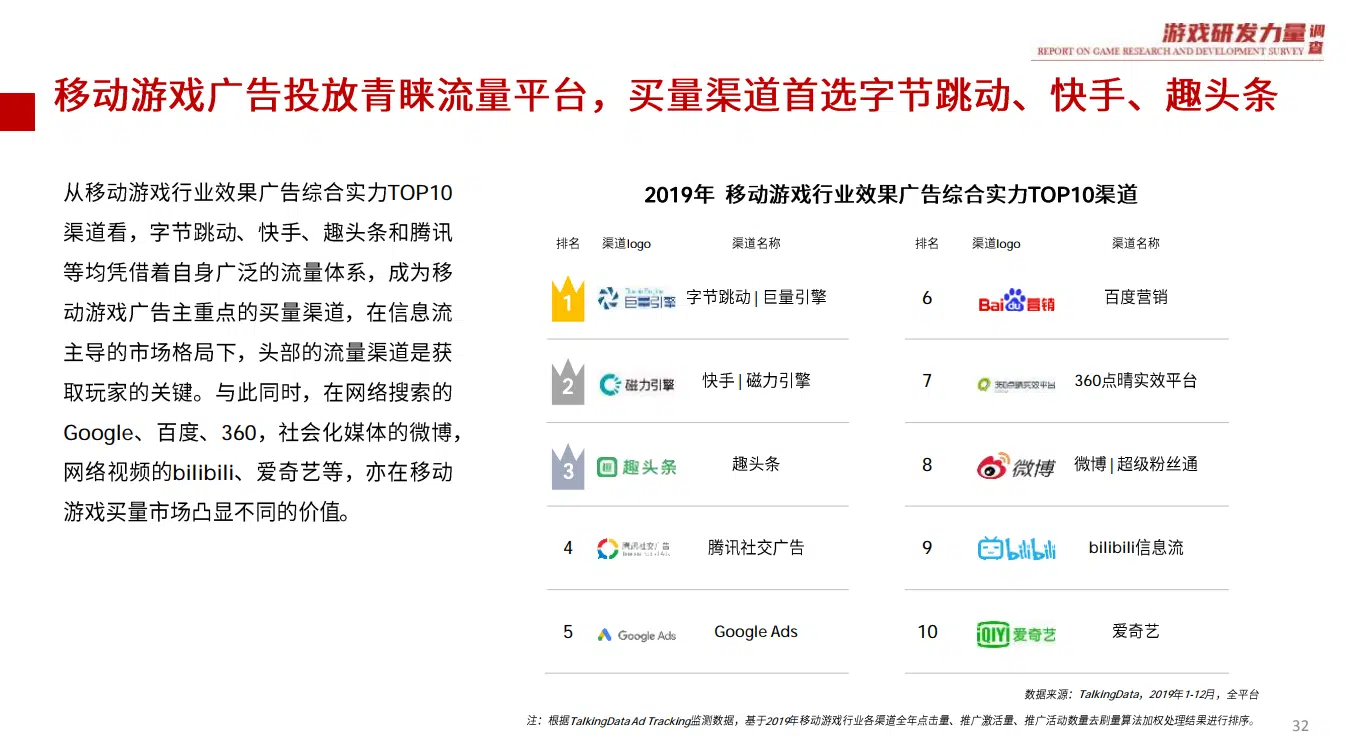 游戏研发力量调查
REPORT ON GAME RESEARCH AND DEVELOPMENT SURVEY
移动游戏广告投放青睐流量平台，买量渠道首选字节跳动、快手、趣头条
从移动游戏行业效果广告综合实力TOP10
渠道看，字节跳动、快手、趣头条和腾讯
等均凭借着自身广泛的流量体系，成为移
动游戏广告主重点的买量渠道，在信息流
主导的市场格局下，头部的流量渠道是获
取玩家的关键。与此同时，在网络搜索的
Google、百度、360，社会化媒体的微博，
网络视频的bilibili、爱奇艺等，亦在移动
游戏买量市场凸显不同的价值。
2019年 移动游戏行业效果广告综合实力TOP10渠道
排名 渠道logo 渠道名称
1 巨量引擎 字节跳动|巨量引擎
2 磁力引擎 快手|磁力引擎
3 趣头条 趣头条
4 腾讯社交广告 腾讯社交广告
5 Google Ads Google Ads
排名 渠道logo 渠道名称
6 Bai du 营销 百度营销
7 360点睛实效平台 360点晴实效平台
8 微博 微博|超级粉丝通
9 bilibili bilibili信息流
10 iQIYI 爱奇艺 爱奇艺
数据来源：TalkingData，2019年1-12月，全平台
注：根据TalkingData Ad Tracking监测数据，基于2019年移动游戏行业各渠道全年点击量、推广激活量、推广活动数量去刷量算法加权处理结果进行排序。
32